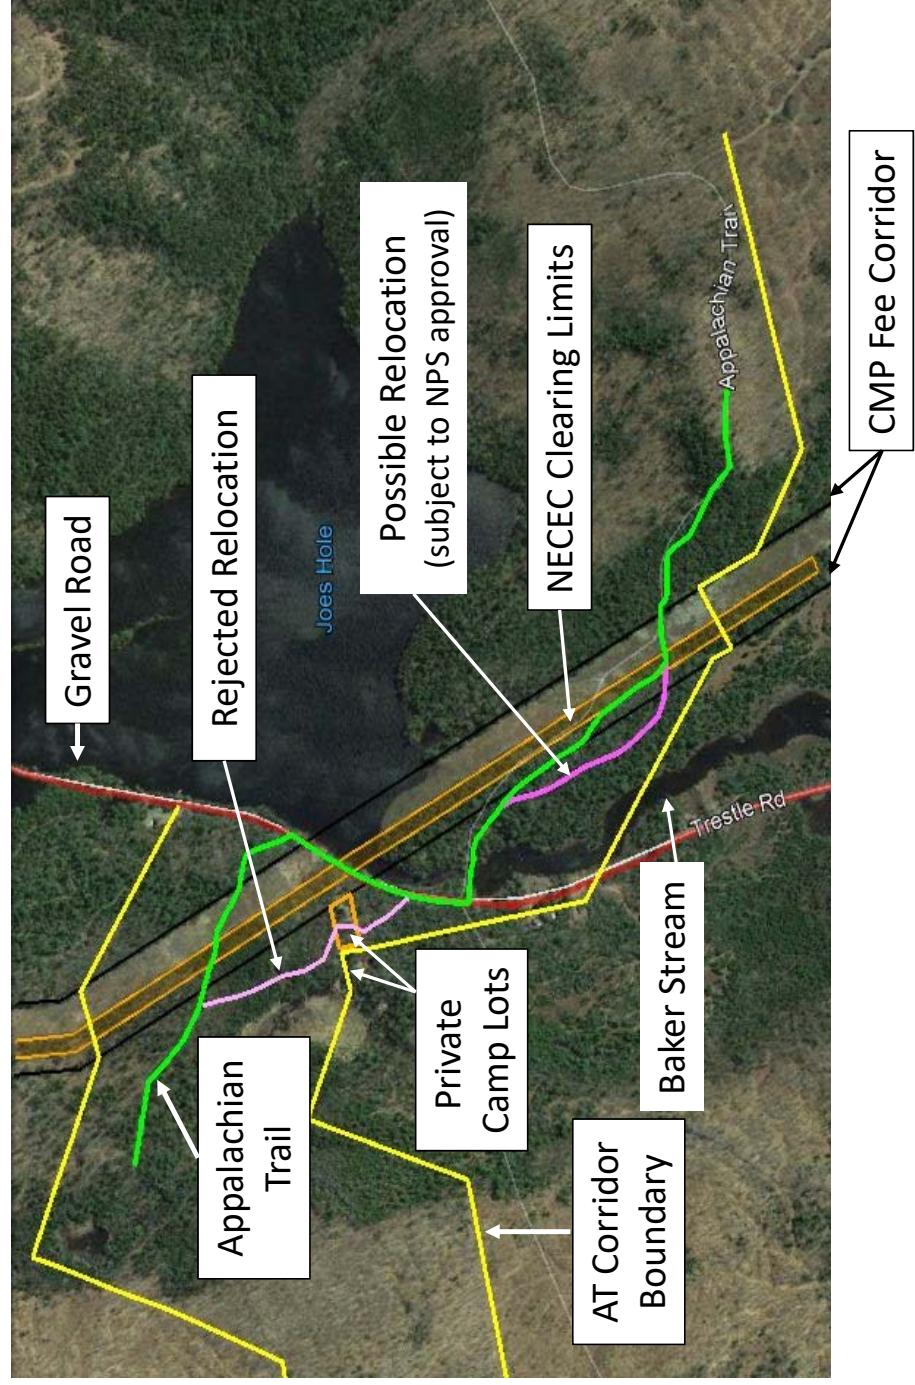 Gravel Road
Rejected Relocation
Joes Hole
Possible Relocation
(subject to NPS approval)
NECEC Clearing Limits
Appalachian Trail
CMP Fee Corridor
Appalachian
Trail
Private
Camp Lots
Baker Stream
Trestle Rd
AT Corridor
Boundary